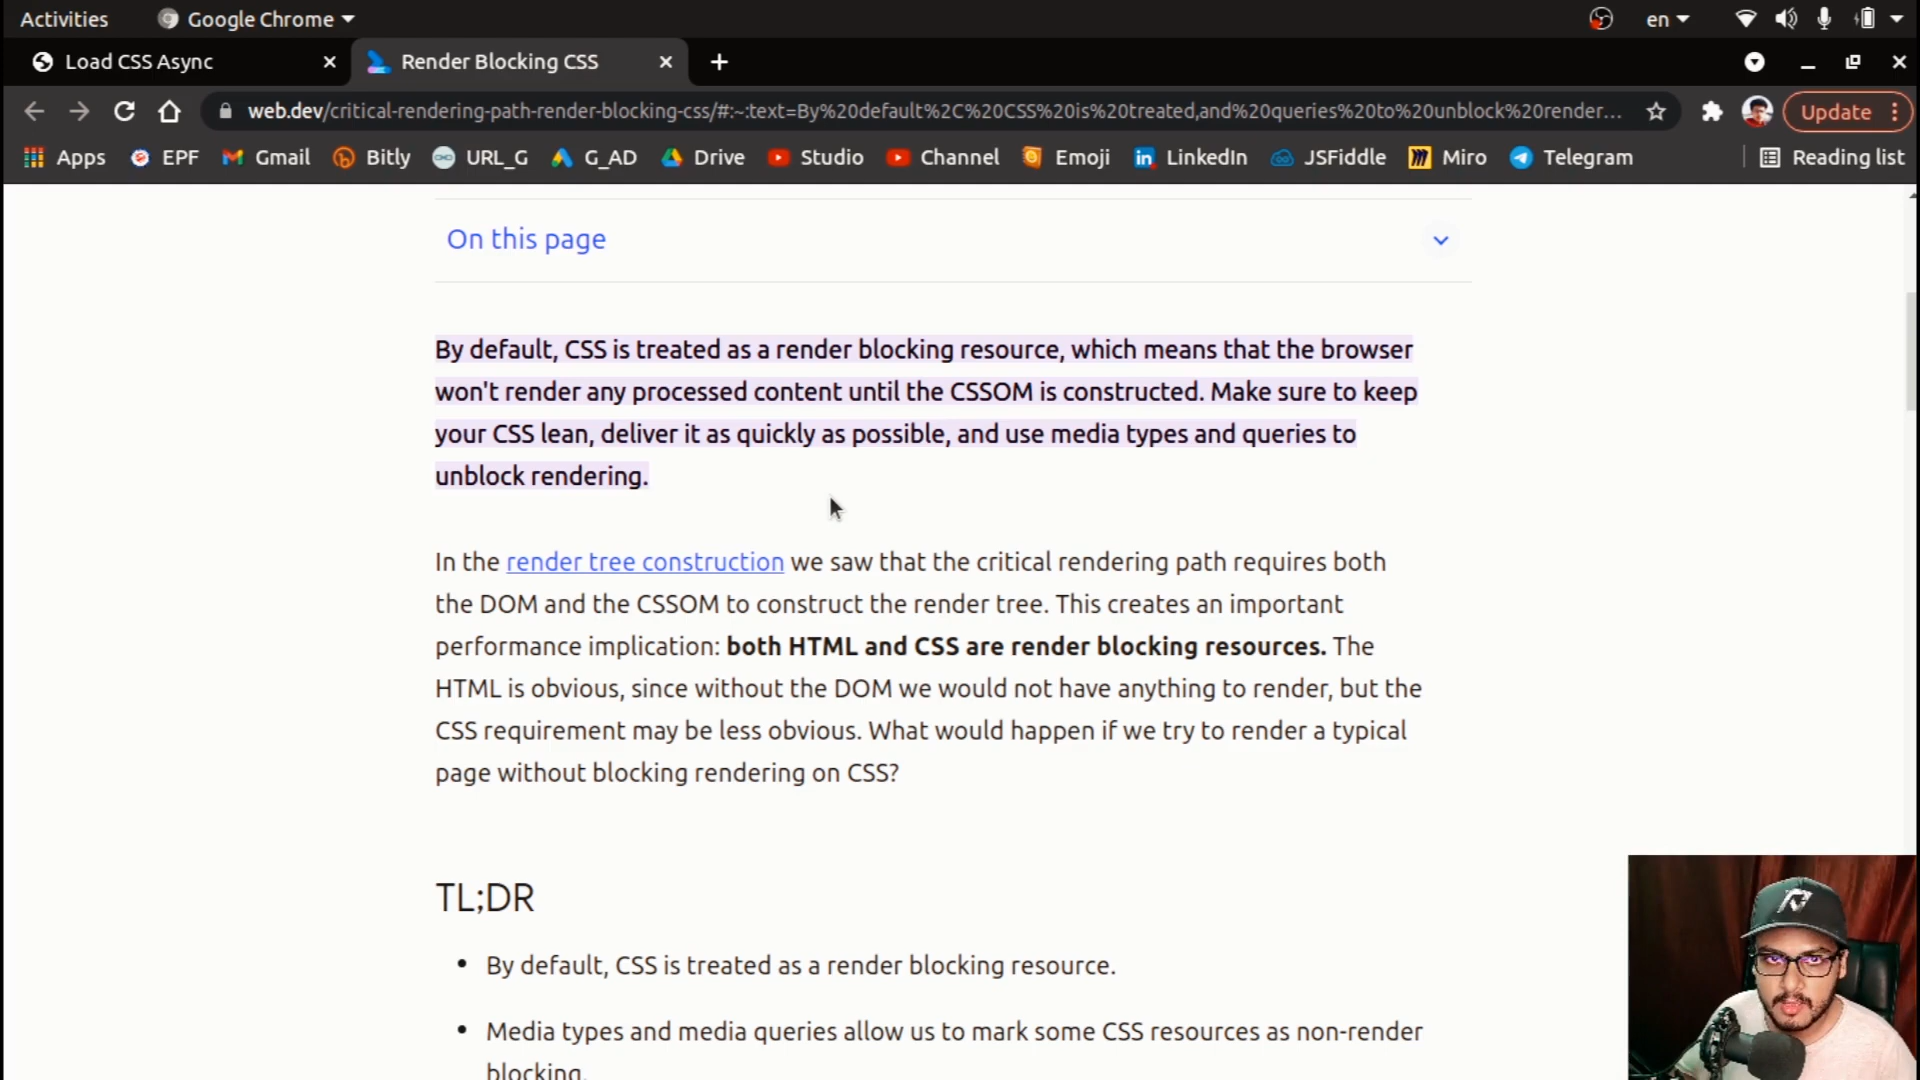 Activities Google Chrome en
Load CSS Async Render Blocking CSS
web.dev/critical-rendering-path-render-blocking-css/#:~:text=By%20default%2C%20CSS%20is%20treated,and%20queries%20to%20unblock%20render... Update
Apps EPF Gmail Bitly URL_G G_AD Drive Studio Channel Emoji LinkedIn JSFiddle Miro Telegram Reading list
On this page
By default, CSS is treated as a render blocking resource, which means that the browser
won't render any processed content until the CSSOM is constructed. Make sure to keep
your CSS lean, deliver it as quickly as possible, and use media types and queries to
unblock rendering.
In the render tree construction we saw that the critical rendering path requires both
the DOM and the CSSOM to construct the render tree. This creates an important
performance implication: both HTML and CSS are render blocking resources. The
HTML is obvious, since without the DOM we would not have anything to render, but the
CSS requirement may be less obvious. What would happen if we try to render a typical
page without blocking rendering on CSS?
TL;DR
• By default, CSS is treated as a render blocking resource.
• Media types and media queries allow us to mark some CSS resources as non-render
blocking.